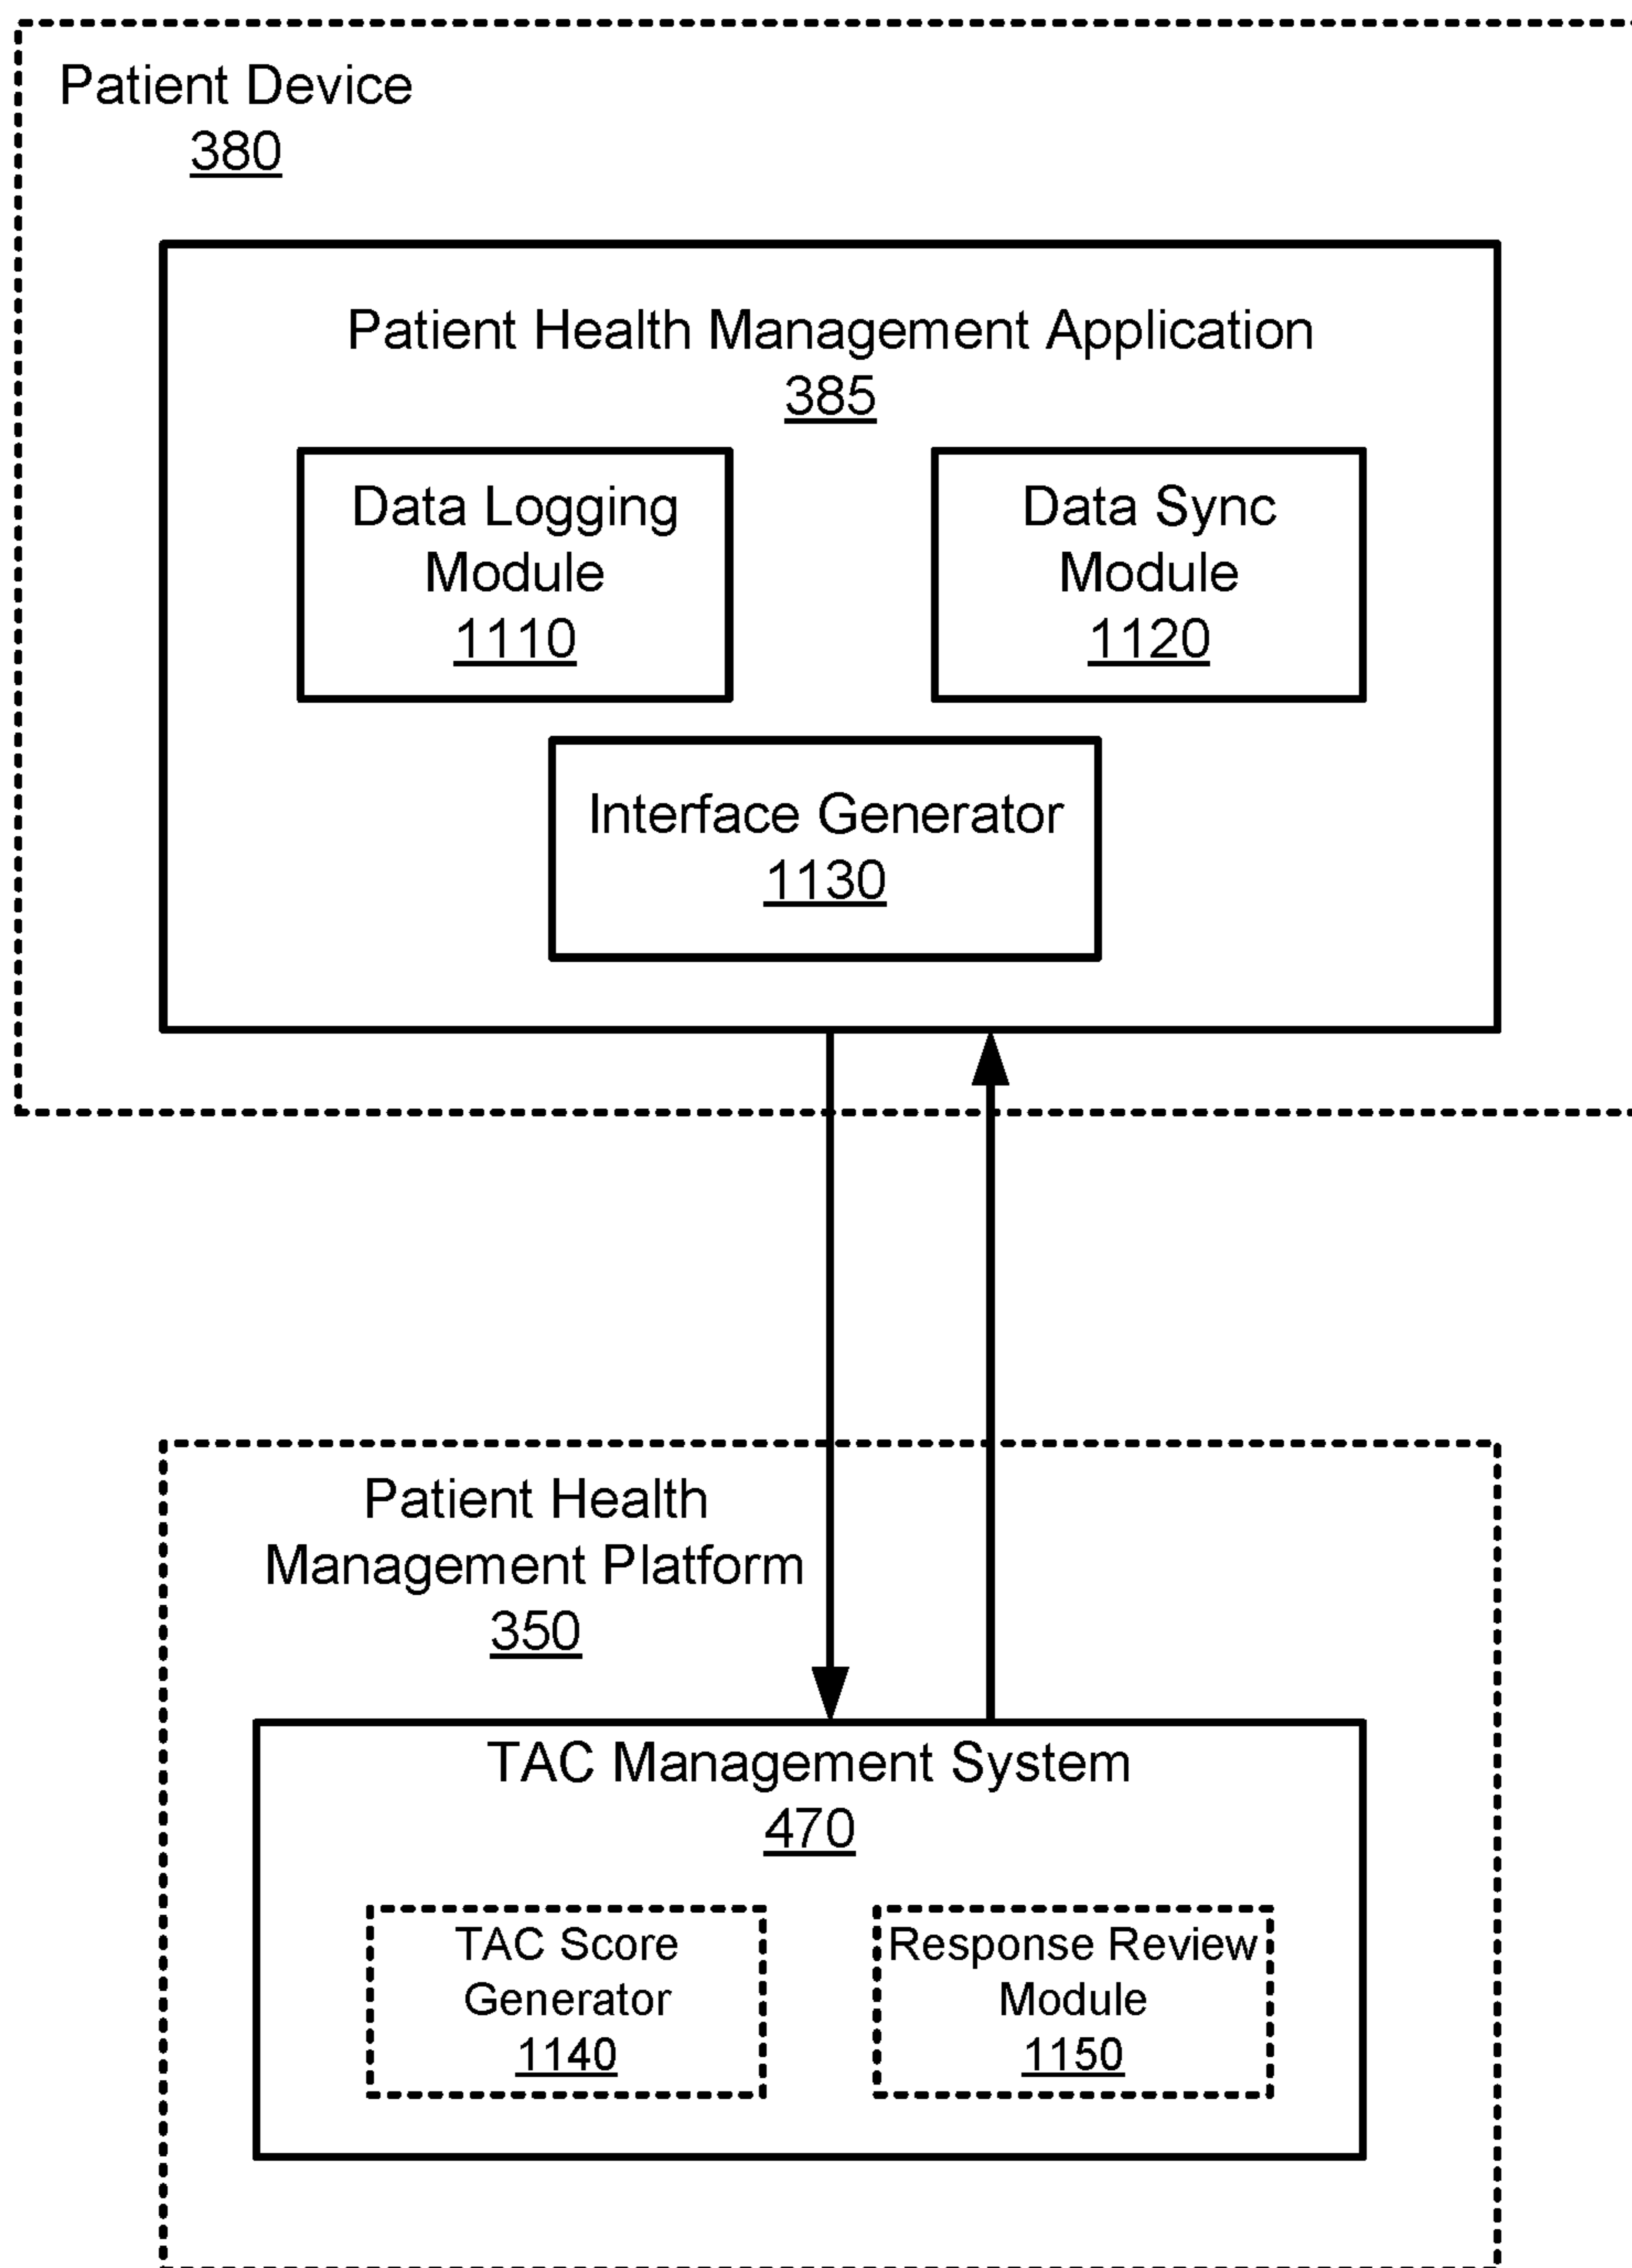 Patient Device
380
Patient Health Management Application
385
Data Logging
Module
1110
Data Sync
Module
1120
Interface Generator
1130
Patient Health
Management Platform
350
TAC Management System
470
TAC Score
Generator
1140
Response Review
Module
1150